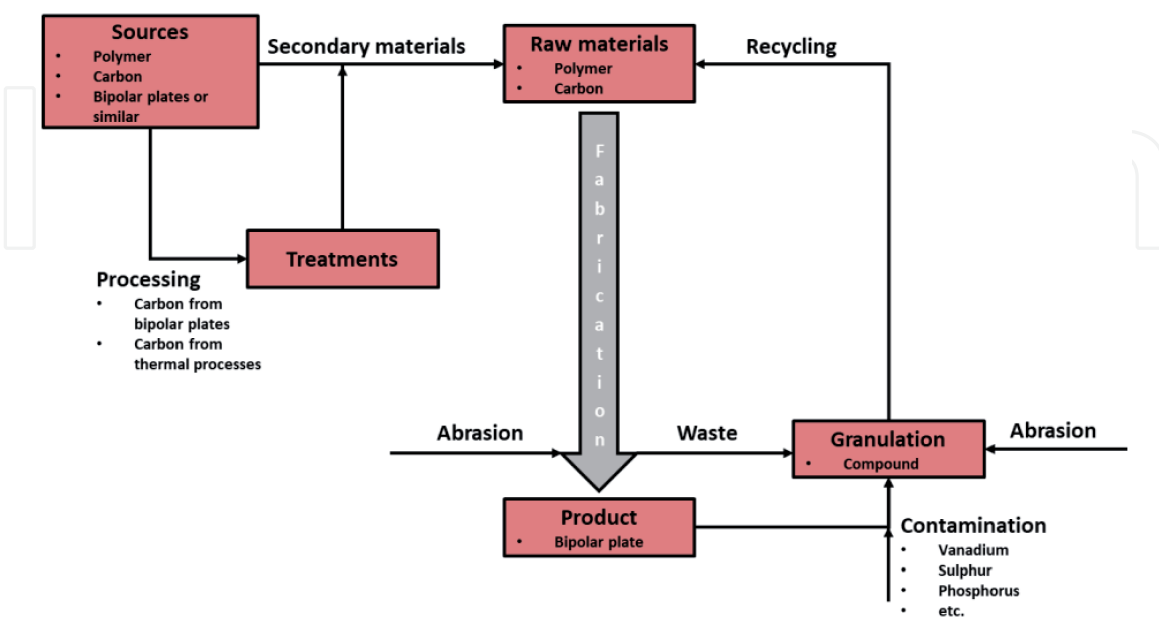 Sources
• Polymer
• Carbon
• Bipolar plates or
similar
Secondary materials
Raw materials
• Polymer
• Carbon
Recycling
Treatments
Processing
• Carbon from
bipolar plates
• Carbon from
thermal processes
Fabrication
Abrasion
Waste
Granulation
• Compound
Abrasion
Product
• Bipolar plate
Contamination
• Vanadium
• Sulphur
• Phosphorus
• etc.